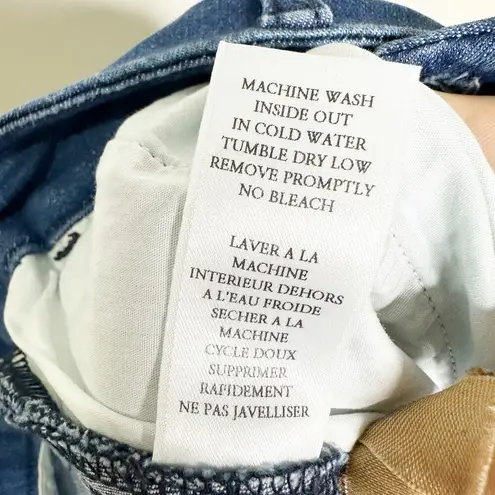 MACHINE WASH
INSIDE OUT
IN COLD WATER
TUMBLE DRY LOW
REMOVE PROMPTLY
NO BLEACH
LAVER A LA
MACHINE
INTERIEUR DEHORS
A L'EAU FROIDE
SECHER A LA
MACHINE
CYCLE DOUX
SUPPRIMER
RAPIDEMENT
NE PAS JAVELLISER